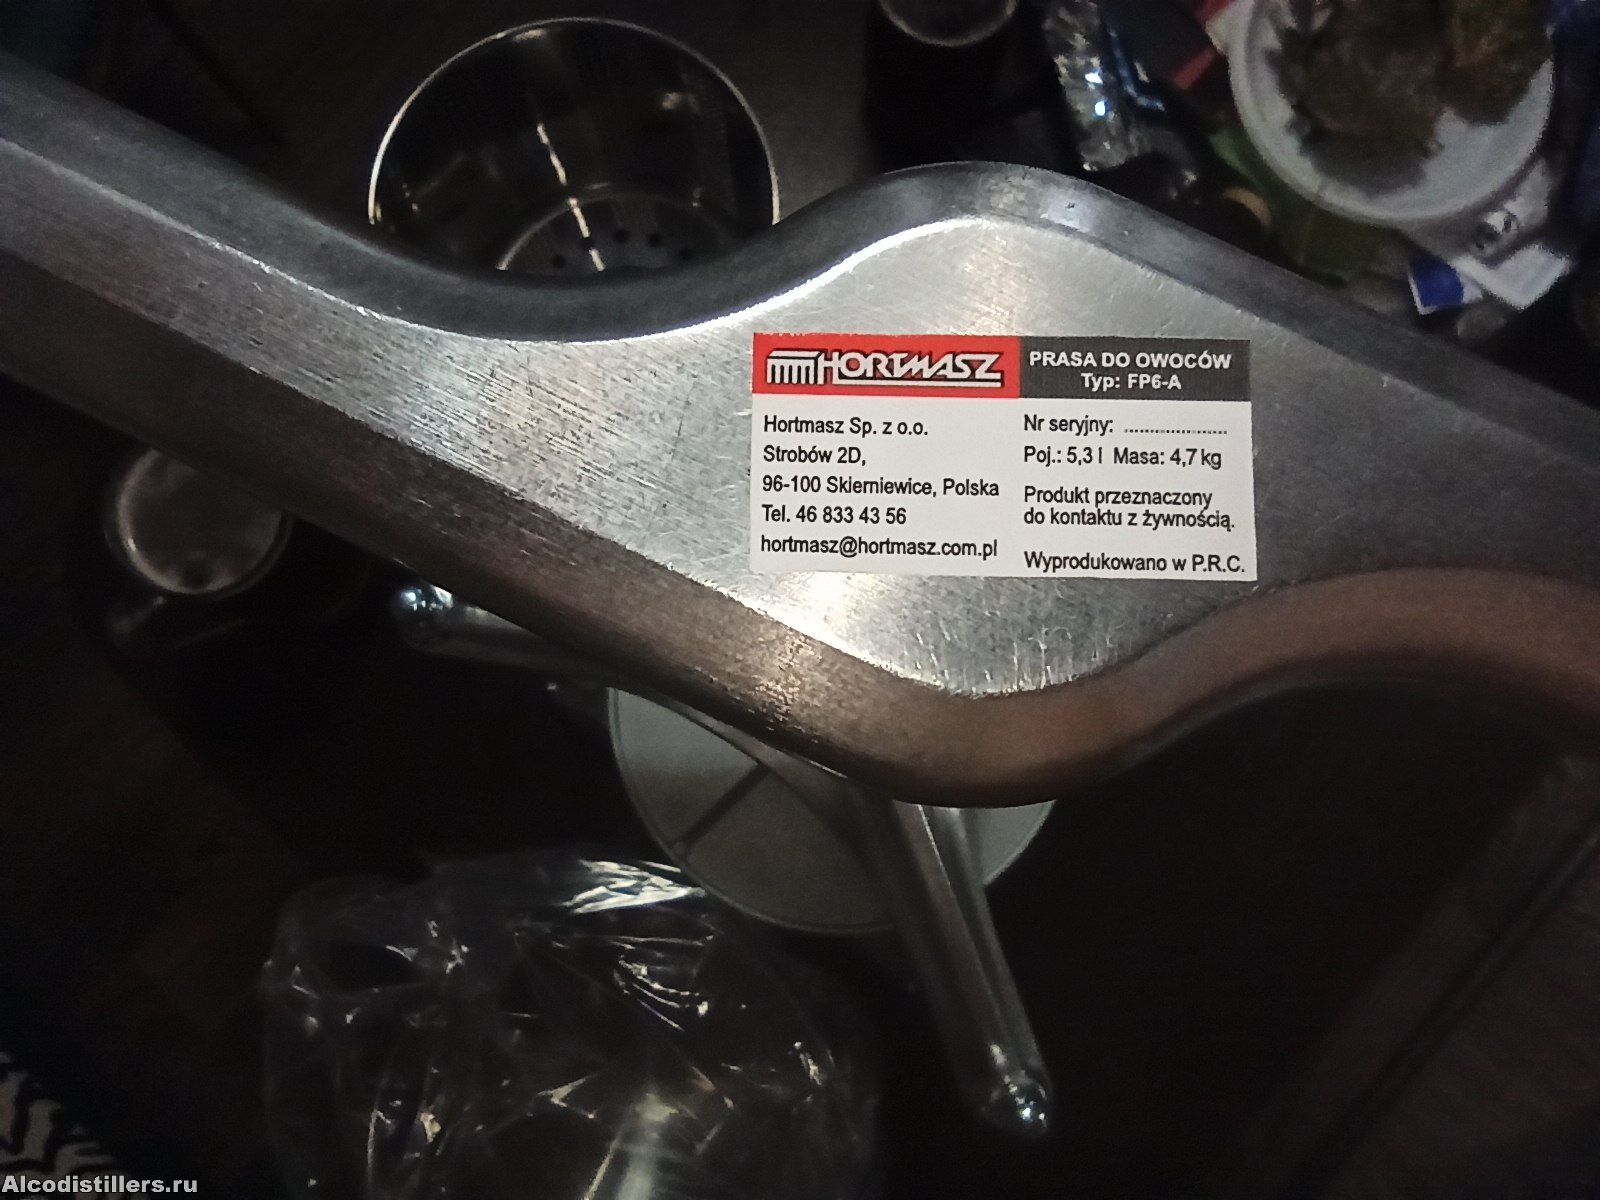 HORTMASZ
PRASA DO OWOCÓW
Typ: FP6-A
Hortmasz Sp. z o.o.
Strobów 2D,
96-100 Skierniewice, Polska
Tel. 46 833 43 56
hortmasz@hortmasz.com.pl
Nr seryjny: ......................
Poj.: 5,3 l Masa: 4,7 kg
Produkt przeznaczony
do kontaktu z żywnością.
Wyprodukowano w P.R.C.
Alcodistillers.ru